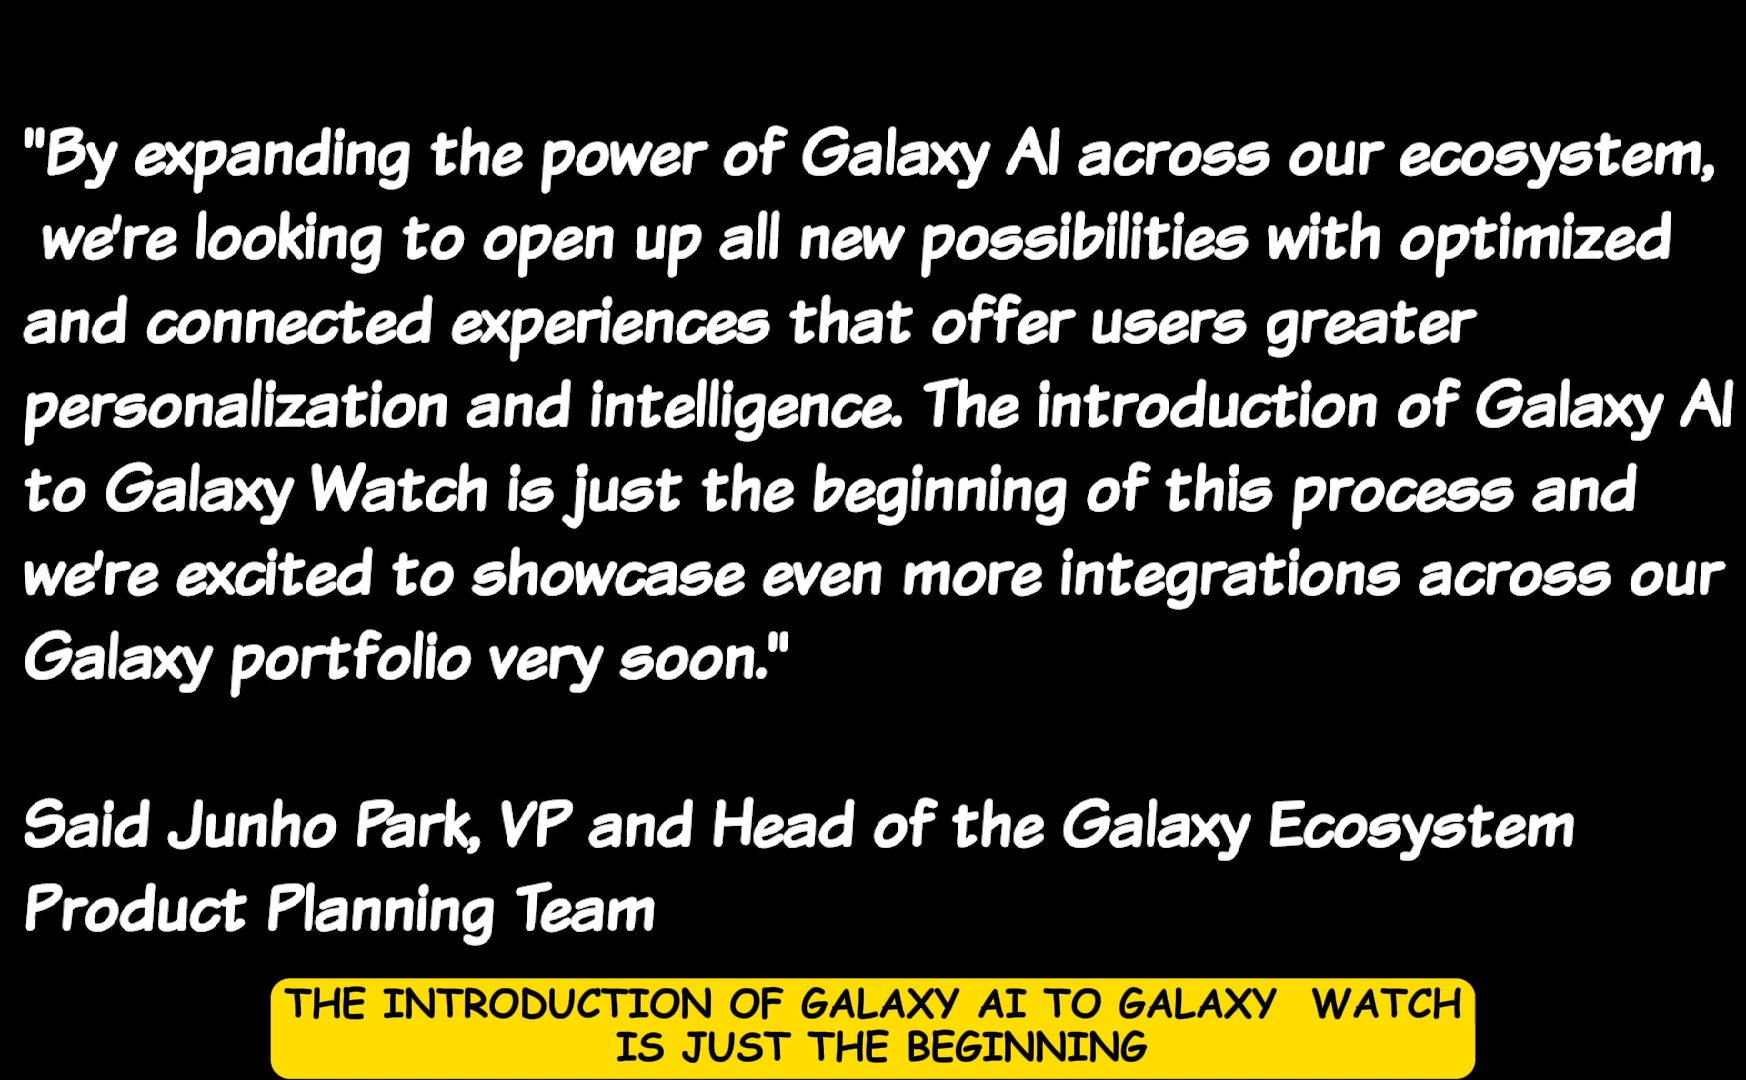 "By expanding the power of Galaxy AI across our ecosystem,
we're looking to open up all new possibilities with optimized
and connected experiences that offer users greater
personalization and intelligence. The introduction of Galaxy AI
to Galaxy Watch is just the beginning of this process and
we're excited to showcase even more integrations across our
Galaxy portfolio very soon."
Said Junho Park, VP and Head of the Galaxy Ecosystem
Product Planning Team
THE INTRODUCTION OF GALAXY AI TO GALAXY WATCH
IS JUST THE BEGINNING